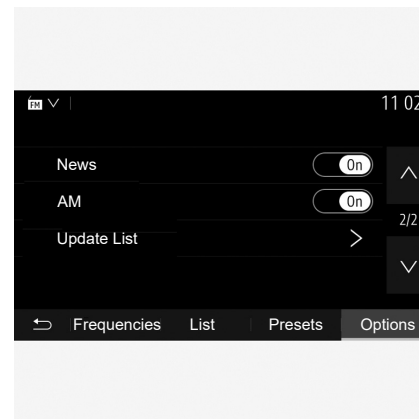 FM
11 02
News On
AM On
2/2
Update List
Frequencies List Presets Options